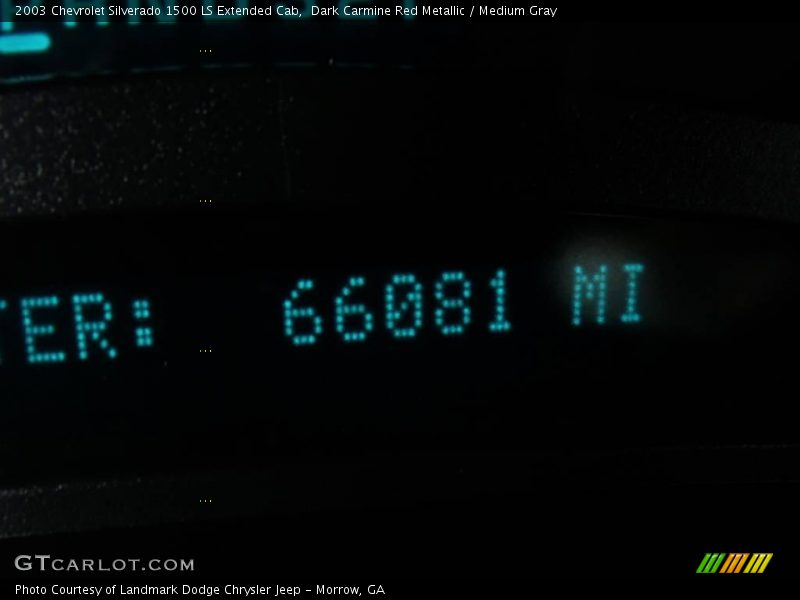 2003 Chevrolet Silverado 1500 LS Extended Cab,  Dark Carmine Red Metallic / Medium Gray
...
...
TER: 66081 MI
...
...
GTCARLOT.COM
Photo Courtesy of Landmark Dodge Chrysler Jeep - Morrow, GA